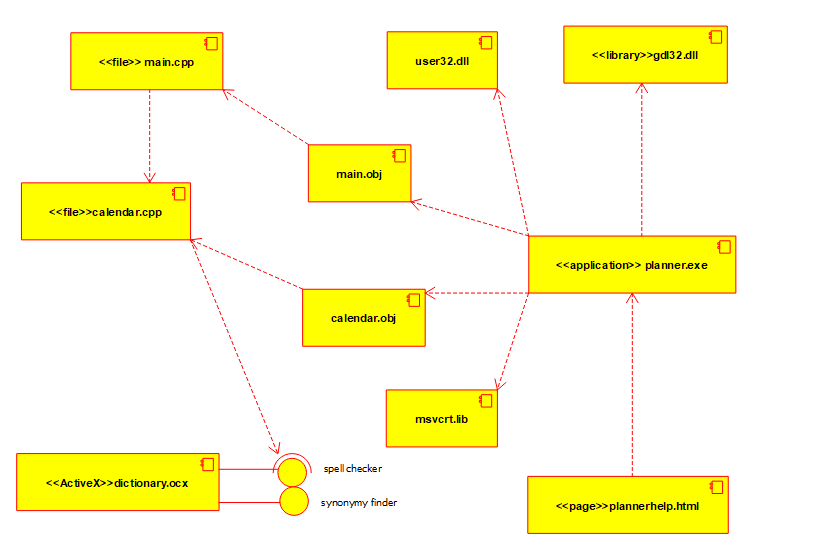 <<file>> main.cpp
user32.dll
<<library>>gdl32.dll
main.obj
<<file>>calendar.cpp
<<application>> planner.exe
calendar.obj
msvcrt.lib
spell checker
<<ActiveX>>dictionary.ocx
synonymy finder
<<page>>plannerhelp.html